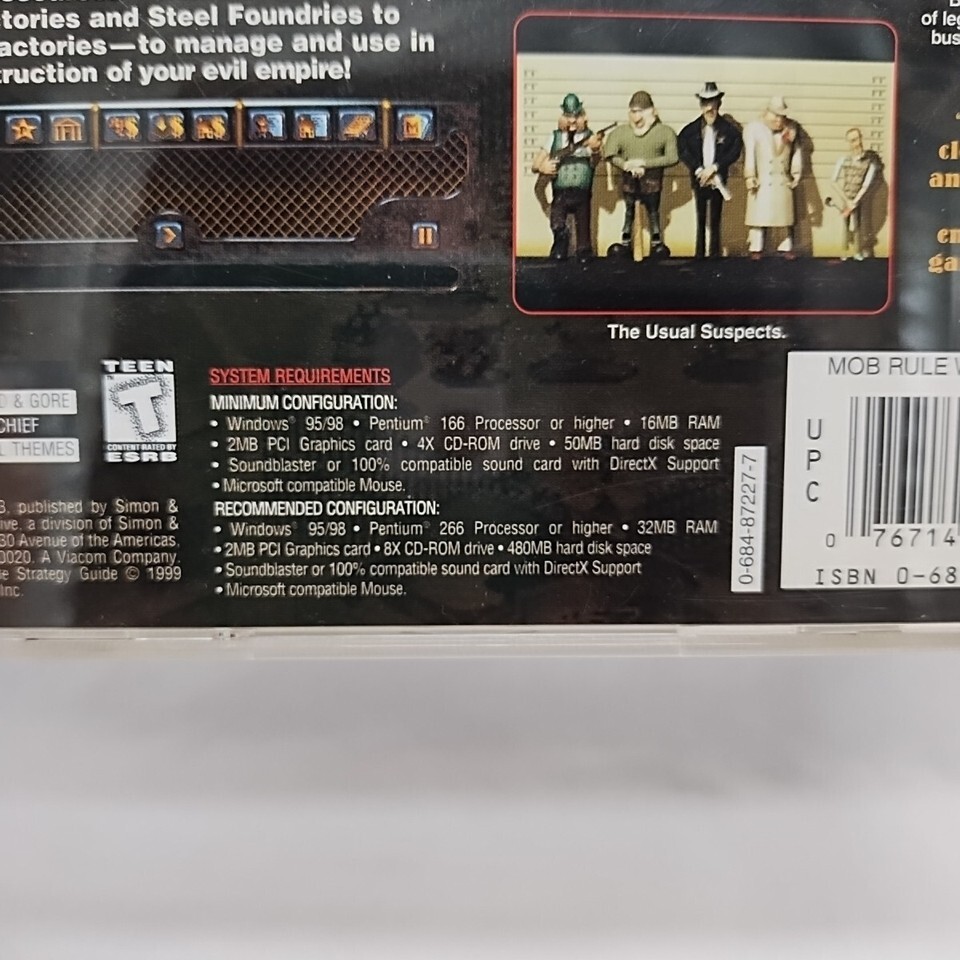 tories and Steel Foundries to
actories—to manage and use in
truction of your evil empire!
of leg
bus
cl
an
en
ga
The Usual Suspects.
TEEN
T
CONTENT RATED BY
ESRB
& GORE
CHIEF
THEMES
SYSTEM REQUIREMENTS
MINIMUM CONFIGURATION:
• Windows® 95/98 • Pentium® 166 Processor or higher • 16MB RAM
• 2MB PCI Graphics card • 4X CD-ROM drive • 50MB hard disk space
• Soundblaster or 100% compatible sound card with DirectX Support
• Microsoft compatible Mouse.
RECOMMENDED CONFIGURATION:
• Windows® 95/98 • Pentium® 266 Processor or higher • 32MB RAM
• 2MB PCI Graphics card • 8X CD-ROM drive • 480MB hard disk space
• Soundblaster or 100% compatible sound card with DirectX Support
• Microsoft compatible Mouse.
published by Simon &
ive, a division of Simon &
30 Avenue of the Americas,
0020. A Viacom Company.
e Strategy Guide © 1999
Inc.
0-684-87227-7
MOB RULE
UPC
0 76714
ISBN 0-68